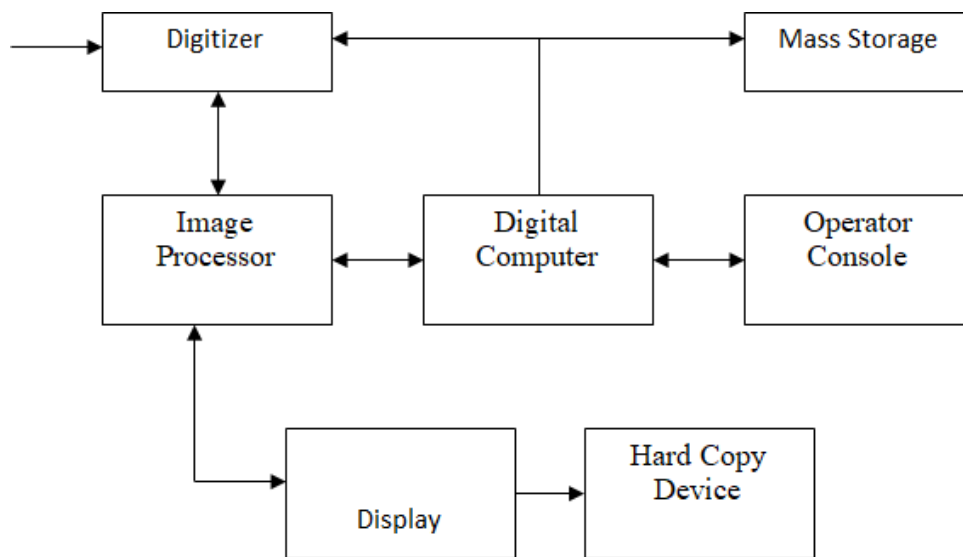 Digitizer
Mass Storage
Image
Processor
Digital
Computer
Operator
Console
Display
Hard Copy
Device